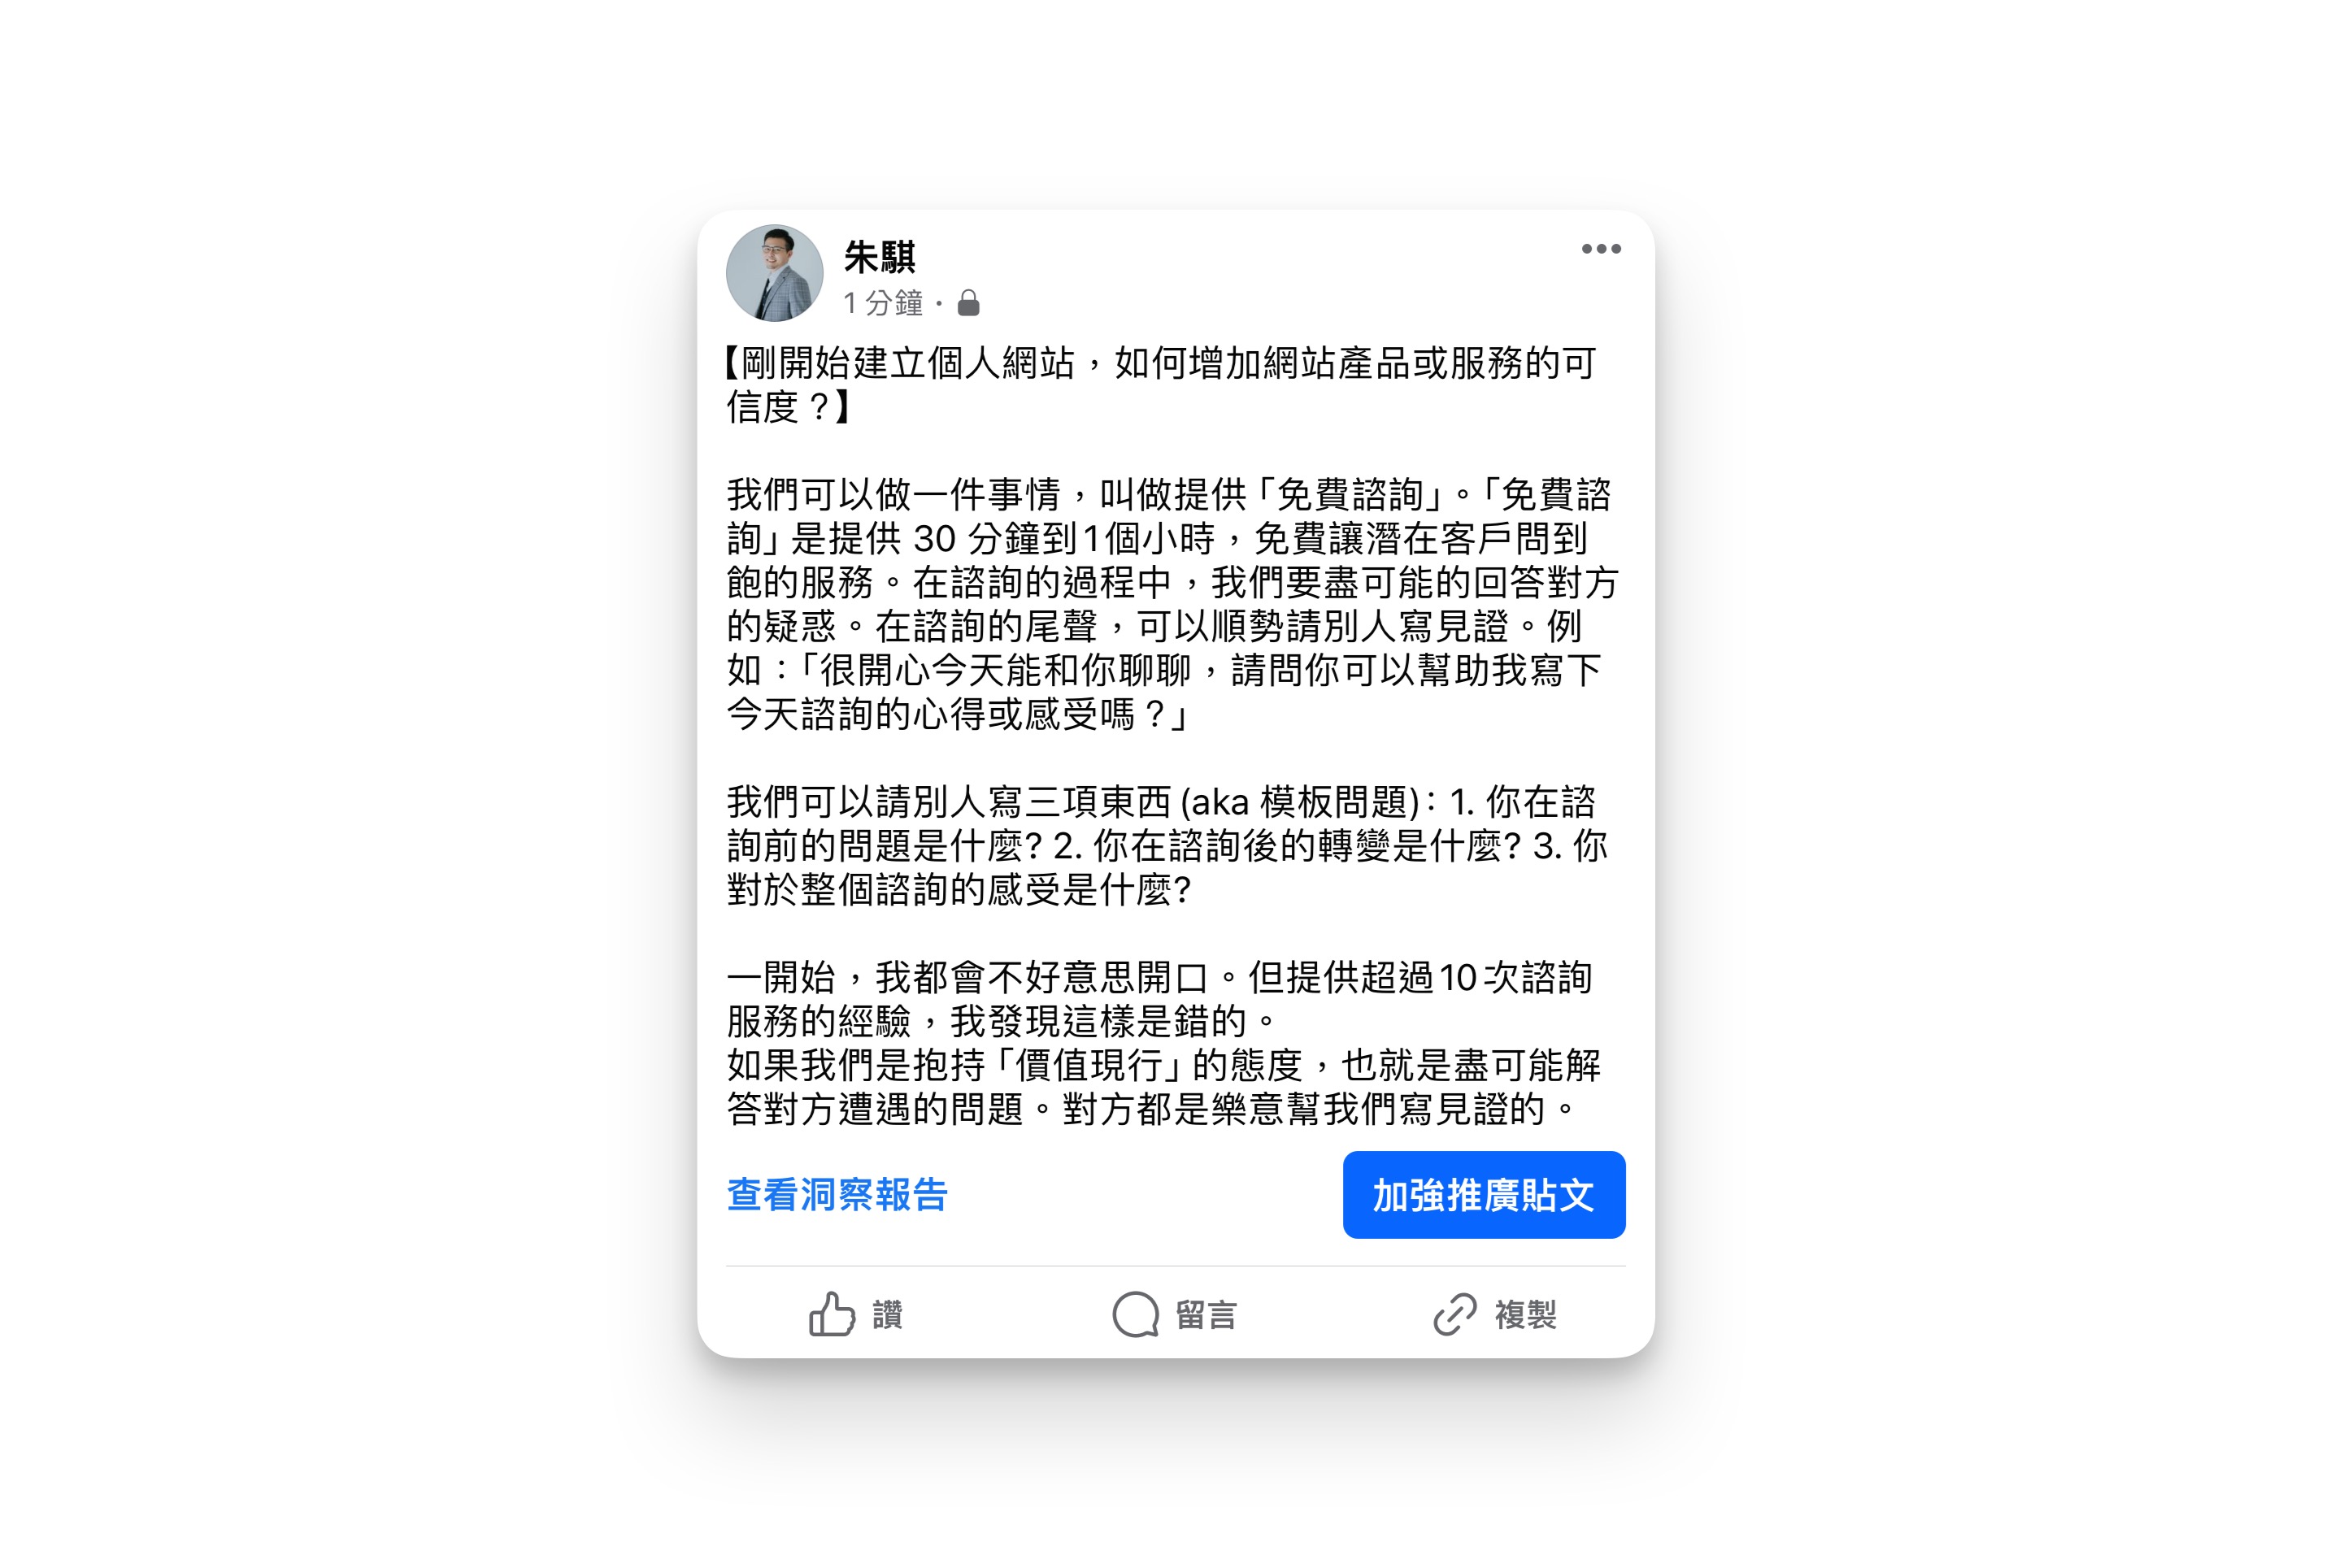 朱騏
1 分鐘 ·
【剛開始建立個人網站，如何增加網站產品或服務的可
信度？】
我們可以做一件事情，叫做提供「免費諮詢」。「免費諮
詢」是提供 30 分鐘到1個小時，免費讓潛在客戶問到
飽的服務。在諮詢的過程中，我們要盡可能的回答對方
的疑惑。在諮詢的尾聲，可以順勢請別人寫見證。例
如：「很開心今天能和你聊聊，請問你可以幫助我寫下
今天諮詢的心得或感受嗎？」
我們可以請別人寫三項東西 (aka 模板問題)：1. 你在諮
詢前的問題是什麼? 2. 你在諮詢後的轉變是什麼? 3. 你
對於整個諮詢的感受是什麼?
一開始，我都會不好意思開口。但提供超過10次諮詢
服務的經驗，我發現這樣是錯的。
如果我們是抱持「價值現行」的態度，也就是盡可能解
答對方遭遇的問題。對方都是樂意幫我們寫見證的。
查看洞察報告
加強推廣貼文
讚
留言
複製